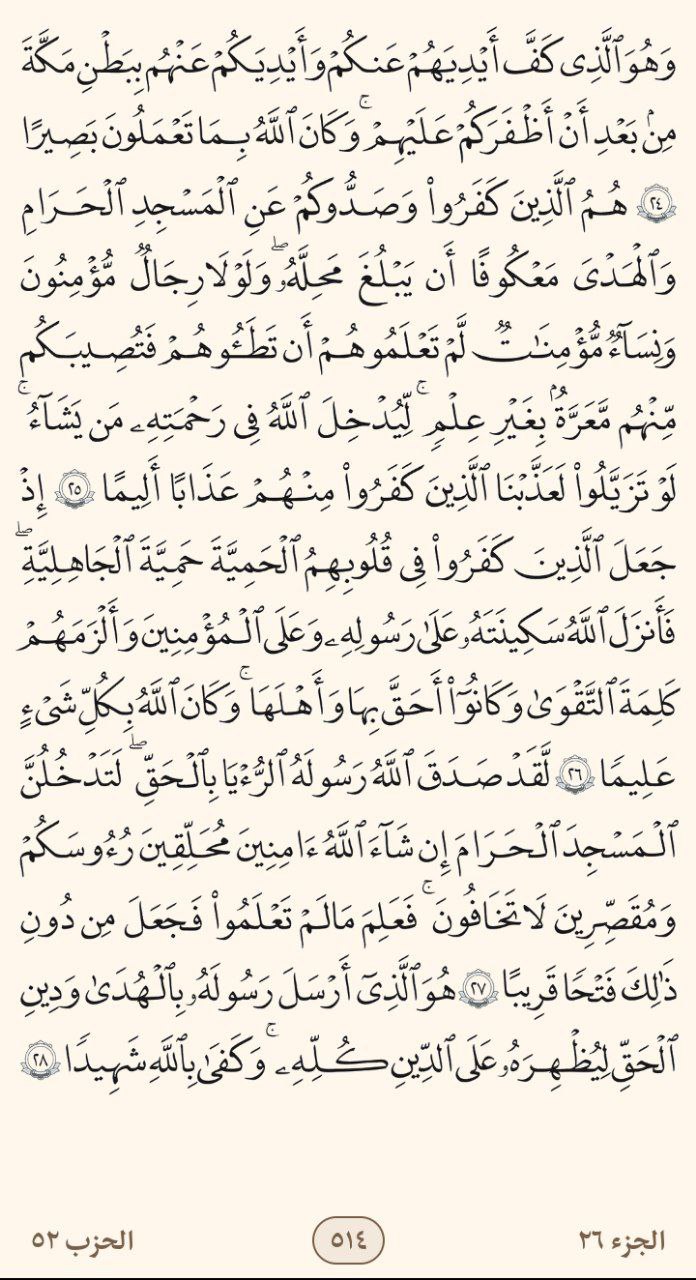 وَهُوَ ٱلَّذِى كَفَّ أَيْدِيَهُمْ عَنكُمْ وَأَيْدِيَكُمْ عَنْهُم بِبَطْنِ مَكَّةَ
مِنۢ بَعْدِ أَنْ أَظْفَرَكُمْ عَلَيْهِمْ ۚ وَكَانَ ٱللَّهُ بِمَا تَعْمَلُونَ بَصِيرًا
٢٤ هُمُ ٱلَّذِينَ كَفَرُوا۟ وَصَدُّوكُمْ عَنِ ٱلْمَسْجِدِ ٱلْحَرَامِ
وَٱلْهَدْىَ مَعْكُوفًا أَن يَبْلُغَ مَحِلَّهُۥ ۖ وَلَوْلَا رِجَالٌ مُّؤْمِنُونَ
وَنِسَآءٌ مُّؤْمِنَـٰتٌ لَّمْ تَعْلَمُوهُمْ أَن تَطَـُٔوهُمْ فَتُصِيبَكُم
مِّنْهُم مَّعَرَّةٌۢ بِغَيْرِ عِلْمٍ ۚ لِّيُدْخِلَ ٱللَّهُ فِى رَحْمَتِهِۦ مَن يَشَآءُ ۚ
لَوْ تَزَيَّلُوا۟ لَعَذَّبْنَا ٱلَّذِينَ كَفَرُوا۟ مِنْهُمْ عَذَابًا أَلِيمًا ٢٥ إِذْ
جَعَلَ ٱلَّذِينَ كَفَرُوا۟ فِى قُلُوبِهِمُ ٱلْحَمِيَّةَ حَمِيَّةَ ٱلْجَاهِلِيَّةِ ۖ
فَأَنزَلَ ٱللَّهُ سَكِينَتَهُۥ عَلَىٰ رَسُولِهِۦ وَعَلَى ٱلْمُؤْمِنِينَ وَأَلْزَمَهُمْ
كَلِمَةَ ٱلتَّقْوَىٰ وَكَانُوٓا۟ أَحَقَّ بِهَا وَأَهْلَهَا ۚ وَكَانَ ٱللَّهُ بِكُلِّ شَىْءٍ
عَلِيمًا ٢٦ لَّقَدْ صَدَقَ ٱللَّهُ رَسُولَهُ ٱلرُّءْيَا بِٱلْحَقِّ ۖ لَتَدْخُلُنَّ
ٱلْمَسْجِدَ ٱلْحَرَامَ إِن شَآءَ ٱللَّهُ ءَامِنِينَ مُحَلِّقِينَ رُءُوسَكُمْ
وَمُقَصِّرِينَ لَا تَخَافُونَ ۚ فَعَلِمَ مَا لَمْ تَعْلَمُوا۟ فَجَعَلَ مِن دُونِ
ذَٰلِكَ فَتْحًا قَرِيبًا ٢٧ هُوَ ٱلَّذِىٓ أَرْسَلَ رَسُولَهُۥ بِٱلْهُدَىٰ وَدِينِ
ٱلْحَقِّ لِيُظْهِرَهُۥ عَلَى ٱلدِّينِ كُلِّهِۦ ۚ وَكَفَىٰ بِٱللَّهِ شَهِيدًا ٢٨
الجزء ٢٦ ٥١٤ الحزب ٥٢